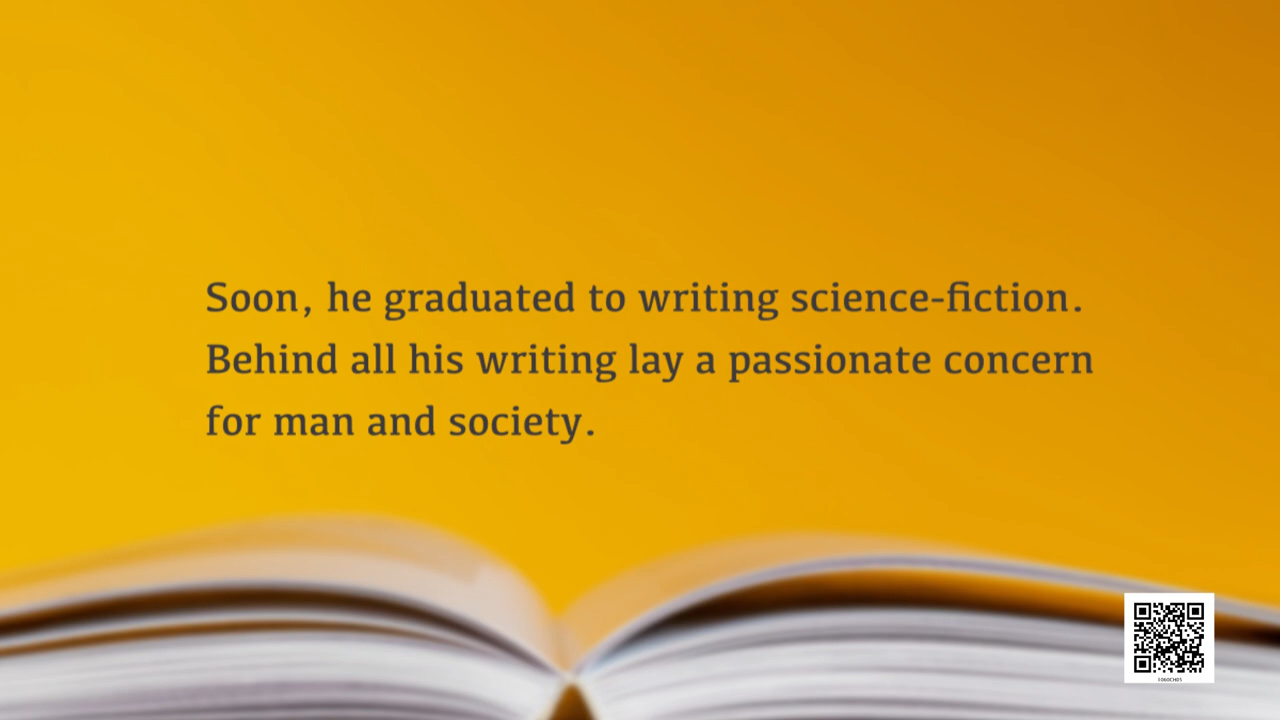 Soon, he graduated to writing science-fiction.
Behind all his writing lay a passionate concern
for man and society.